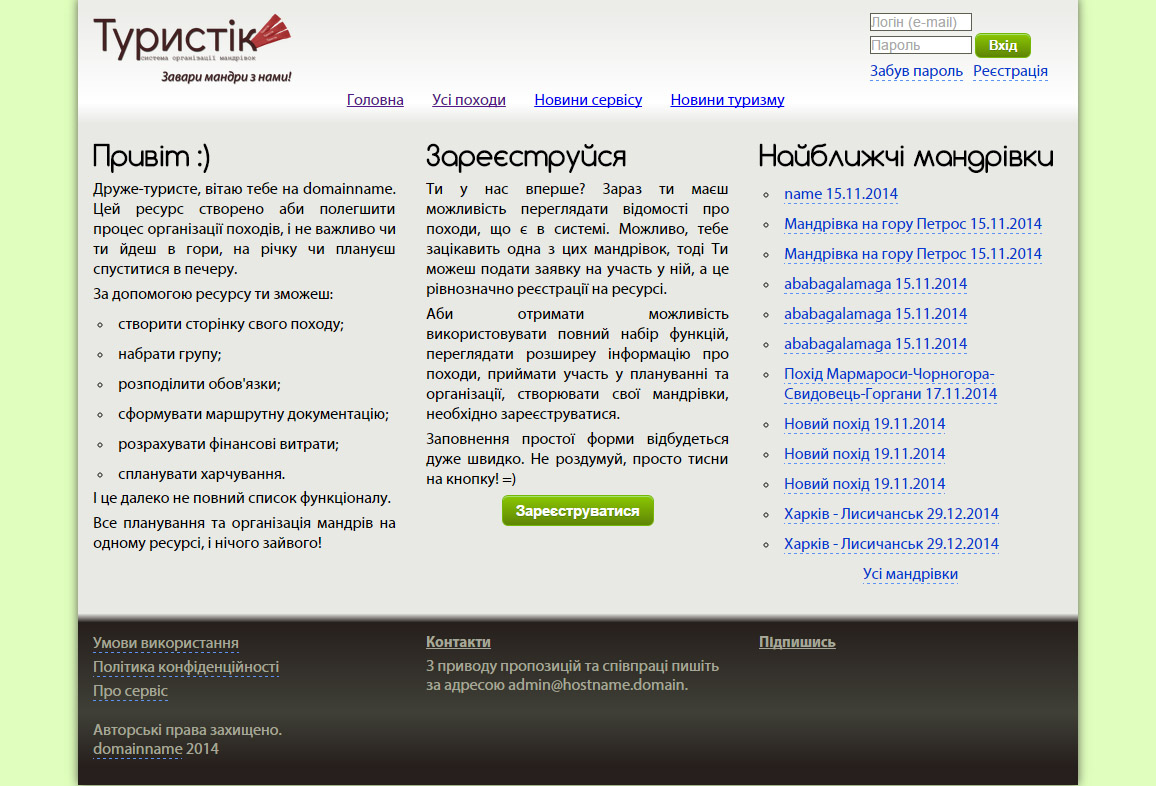 Туристік
система організації мандрівок
Завари мандри з нами!
Логін (e-mail)
Пароль
Вхід
Забув пароль Реєстрація
Головна Усі походи Новини сервісу Новини туризму
Привіт :)
Друже-туристе, вітаю тебе на domainname.
Цей ресурс створено аби полегшити
процес організації походів, і не важливо чи
ти йдеш в гори, на річку чи плануєш
спуститися в печеру.
За допомогою ресурсу ти зможеш:
створити сторінку свого походу;
набрати групу;
розподілити обов'язки;
сформувати маршрутну документацію;
розрахувати фінансові витрати;
спланувати харчування.
І це далеко не повний список функціоналу.
Все планування та організація мандрів на
одному ресурсі, і нічого зайвого!
Зареєструйся
Ти у нас вперше? Зараз ти маєш
можливість переглядати відомості про
походи, що є в системі. Можливо, тебе
зацікавить одна з цих мандрівок, тоді Ти
можеш подати заявку на участь у ній, а це
рівнозначно реєстрації на ресурсі.
Аби отримати можливість
використовувати повний набір функцій,
переглядати розширеу інформацію про
походи, приймати участь у плануванні та
організації, створювати свої мандрівки,
необхідно зареєструватися.
Заповнення простої форми відбудеться
дуже швидко. Не роздумуй, просто тисни
на кнопку! =)
Зареєструватися
Найближчі мандрівки
name 15.11.2014
Мандрівка на гору Петрос 15.11.2014
Мандрівка на гору Петрос 15.11.2014
ababagalamaga 15.11.2014
ababagalamaga 15.11.2014
ababagalamaga 15.11.2014
Похід Мармароси-Чорногора-
Свидовець-Горгани 17.11.2014
Новий похід 19.11.2014
Новий похід 19.11.2014
Новий похід 19.11.2014
Харків - Лисичанськ 29.12.2014
Харків - Лисичанськ 29.12.2014
Усі мандрівки
Умови використання
Політика конфіденційності
Про сервіс
Авторські права захищено.
domainname 2014
Контакти
З приводу пропозицій та співпраці пишіть
за адресою admin@hostname.domain.
Підпишись